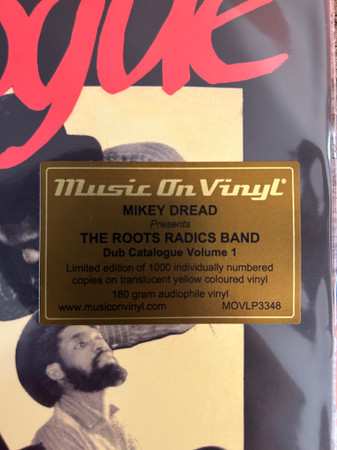 ogue
Music On Vinyl®
MIKEY DREAD
Presents
THE ROOTS RADICS BAND
Dub Catalogue Volume 1
Limited edition of 1000 individually numbered
copies on translucent yellow coloured vinyl
180 gram audiophile vinyl
www.musiconvinyl.com MOVLP3348